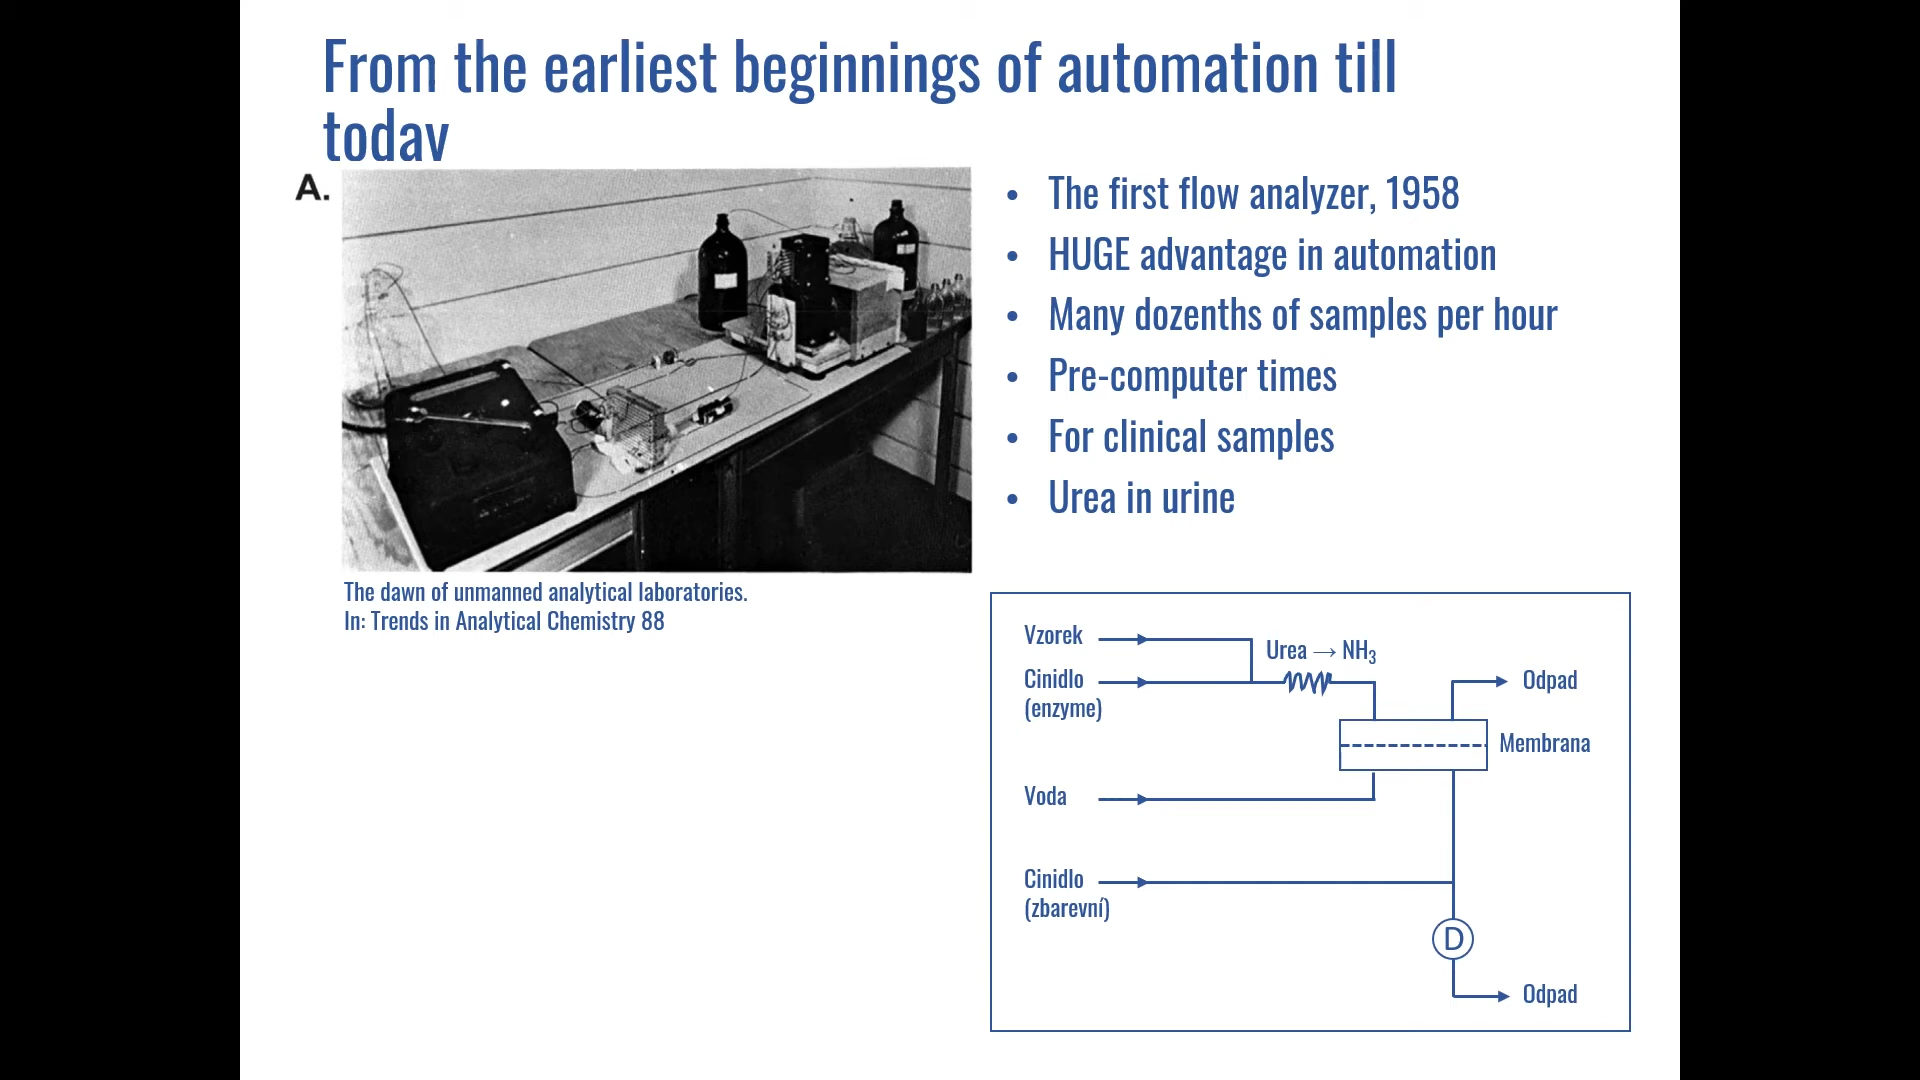 From the earliest beginnings of automation till
today
A.
• The first flow analyzer, 1958
• HUGE advantage in automation
• Many dozenths of samples per hour
• Pre-computer times
• For clinical samples
• Urea in urine
The dawn of unmanned analytical laboratories.
In: Trends in Analytical Chemistry 88
Vzorek
Urea → NH₃
Cinidlo
(enzyme)
Odpad
Membrana
Voda
Cinidlo
(zbarevní)
D
Odpad